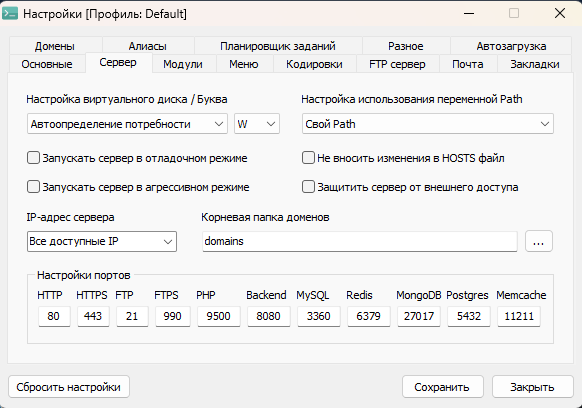 Настройки [Профиль: Default]
Домены Алиасы Планировщик заданий Разное Автозагрузка
Основные Сервер Модули Меню Кодировки FTP сервер Почта Закладки
Настройка виртуального диска / Буква Настройка использования переменной Path
Автоопределение потребности W Свой Path
Запускать сервер в отладочном режиме Не вносить изменения в HOSTS файл
Запускать сервер в агрессивном режиме Защитить сервер от внешнего доступа
IP-адрес сервера Корневая папка доменов
Все доступные IP domains ...
Настройки портов
HTTP HTTPS FTP FTPS PHP Backend MySQL Redis MongoDB Postgres Memcache
80 443 21 990 9500 8080 3360 6379 27017 5432 11211
Сбросить настройки Сохранить Закрыть